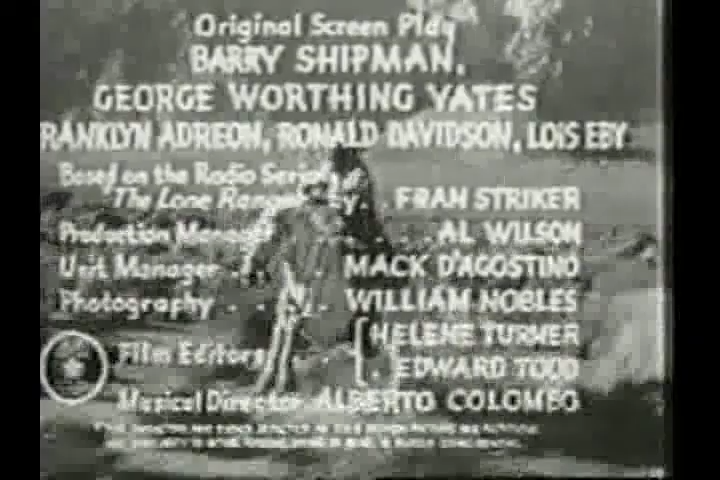 Original Screen Play
BARRY SHIPMAN,
GEORGE WORTHING YATES
RANKLYN ADREON, RONALD DAVIDSON, LOIS EBY
Based on the Radio Serial
The Lone Ranger by . . FRAN STRIKER
Production Manager . . . . . AL WILSON
Unit Manager . . . . MACK D'AGOSTINO
Photography . . . . WILLIAM NOBLES
Film Editors . . . { HELENE TURNER
. EDWARD TODD
Musical Director . ALBERTO COLOMBO